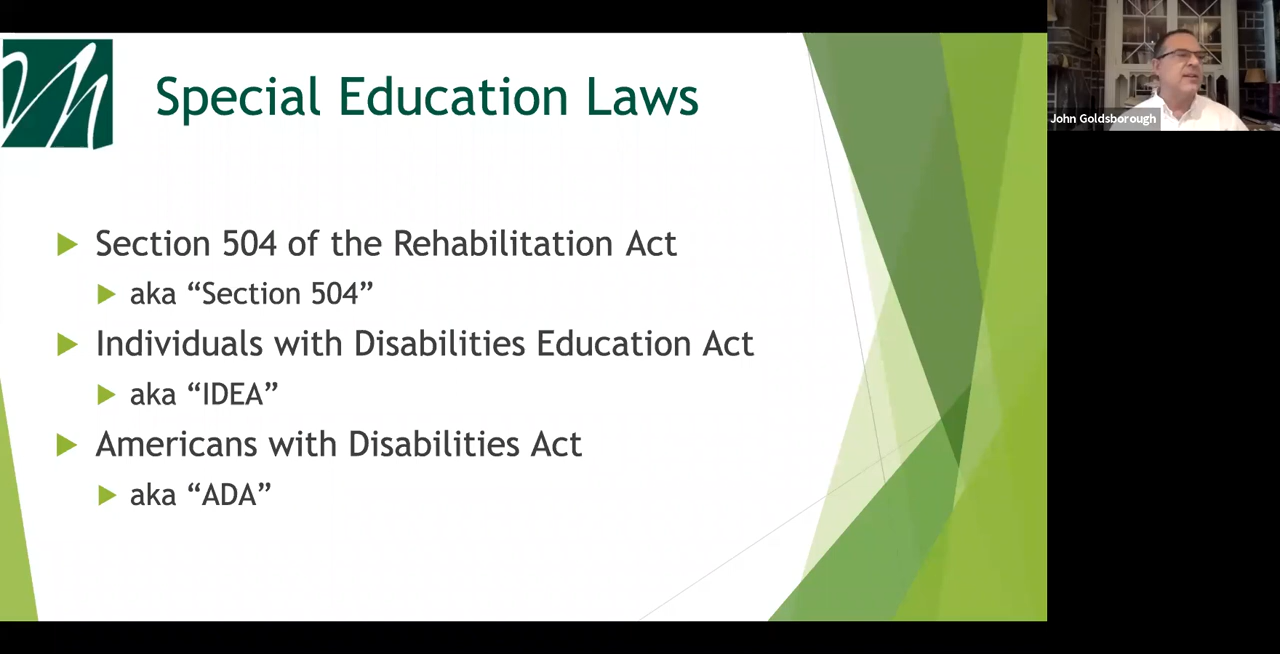 Special Education Laws
Section 504 of the Rehabilitation Act
aka “Section 504”
Individuals with Disabilities Education Act
aka “IDEA”
Americans with Disabilities Act
aka “ADA”
John Goldsborough